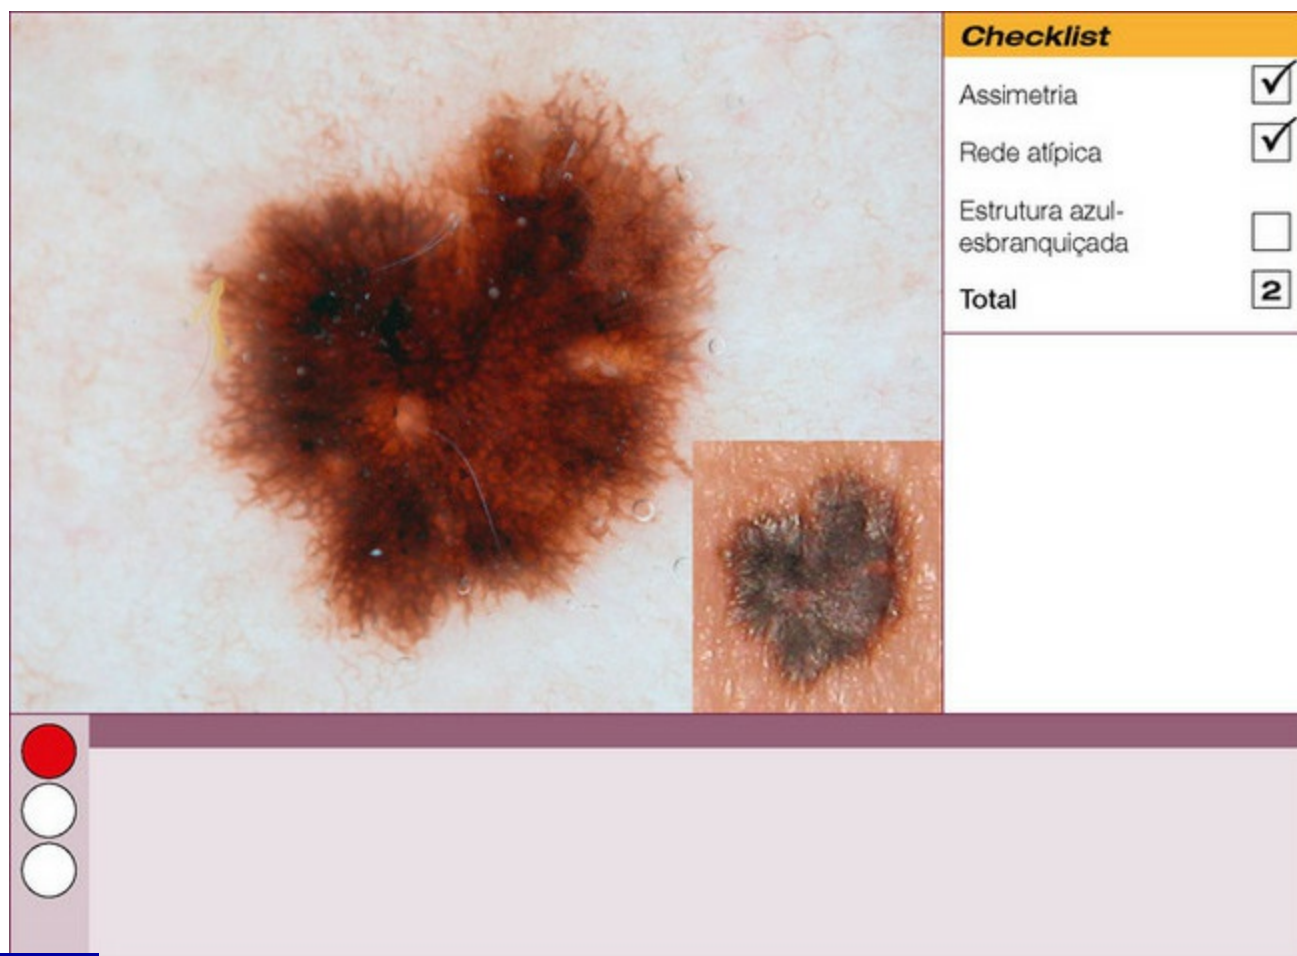 Checklist
Assimetria
Rede atípica
Estrutura azul-
esbranquiçada
Total 2